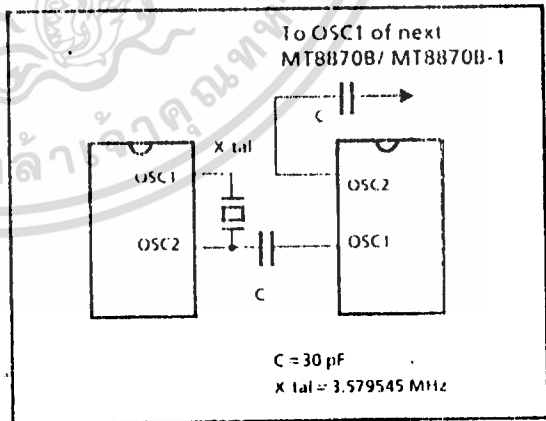 To OSC1 of next
MT8870B/ MT8870B-1
C
X tal
OSC1
OSC2
OSC2
OSC1
C
C = 30 pF
X tal = 3.579545 MHz